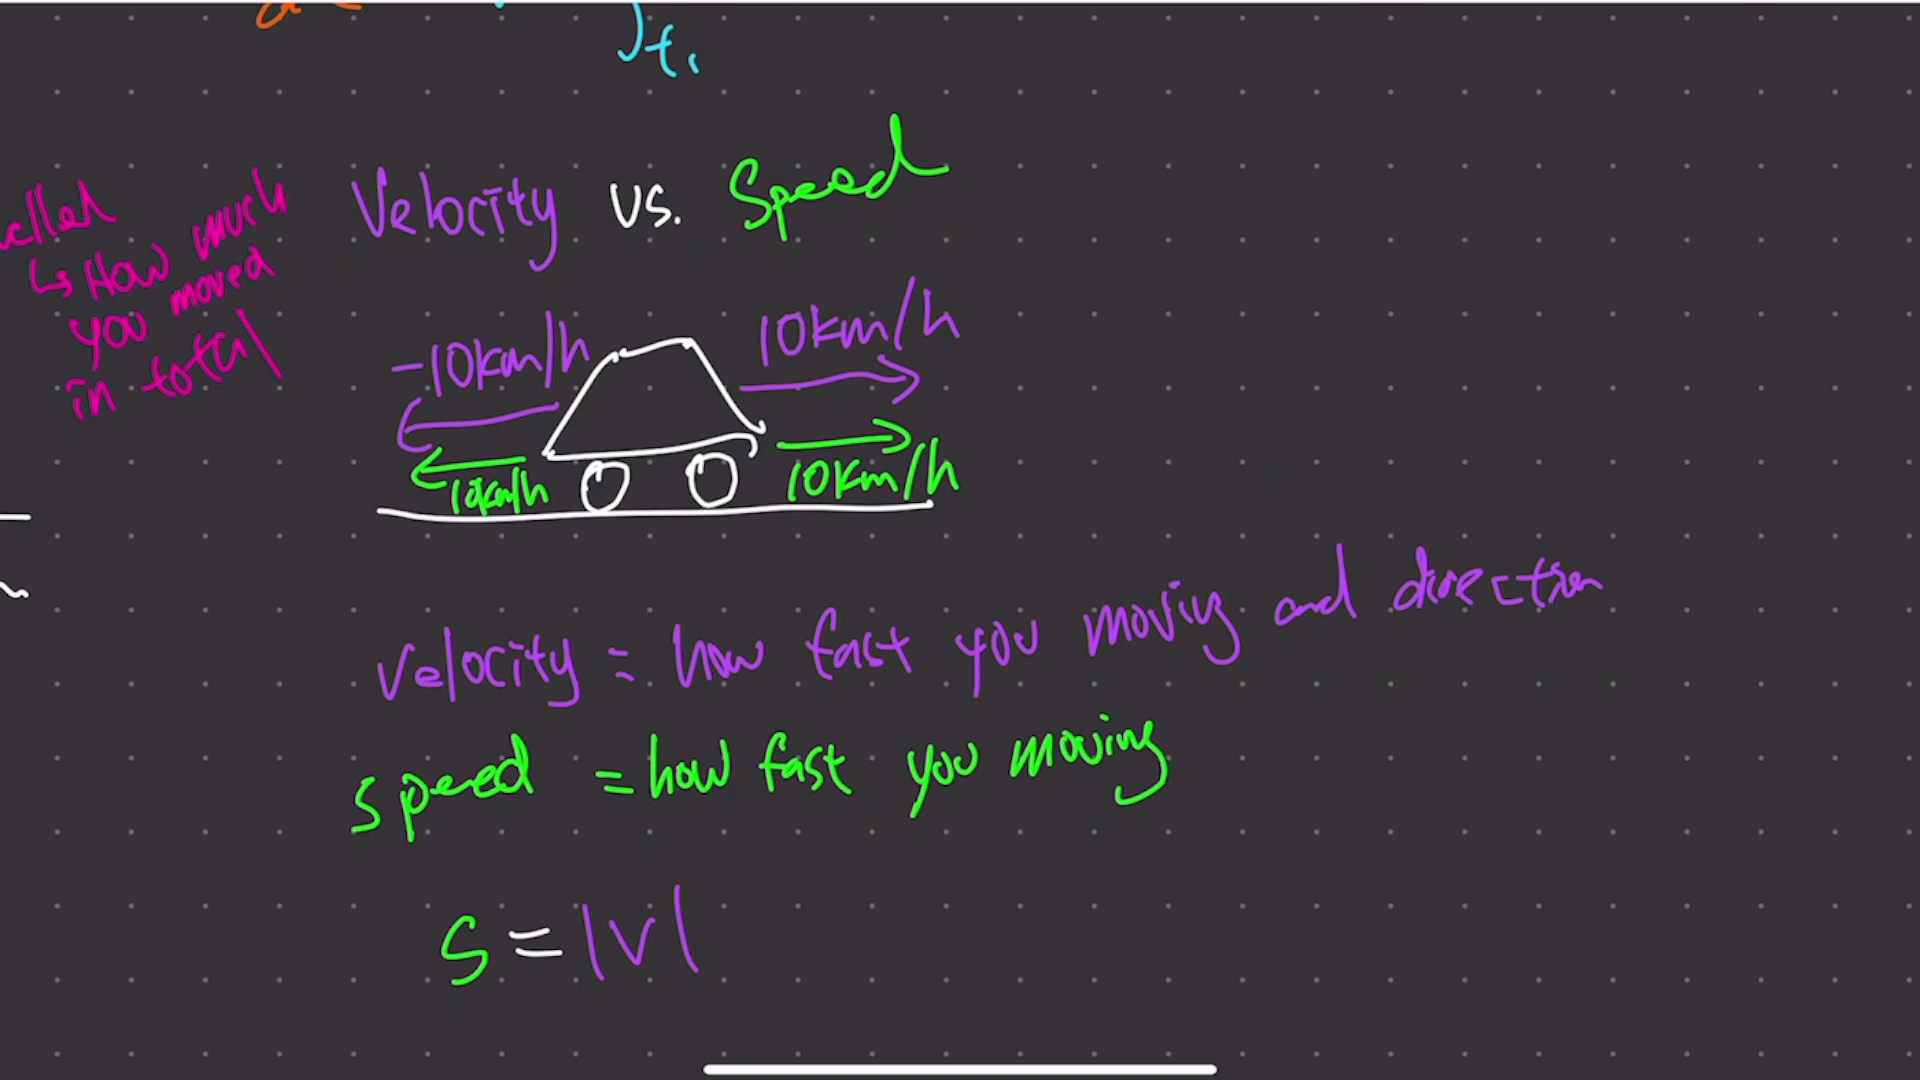 t₁
Velocity vs. Speed
↳ How much
you moved
in total
-10km/h
10km/h
10km/h
10km/h
Velocity = how fast you moving and direction
Speed = how fast you moving
S = |V|